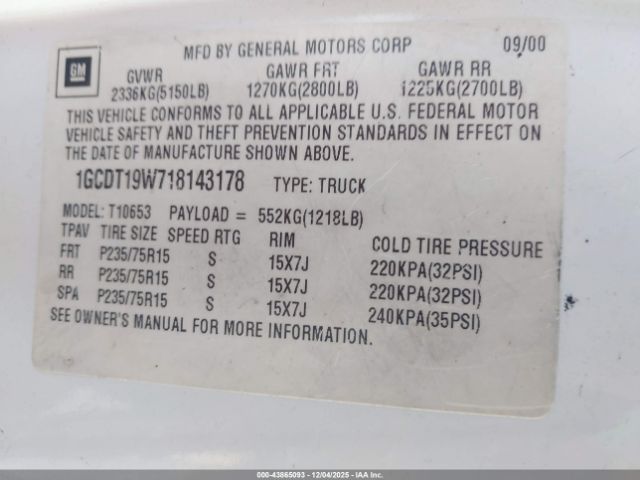 GM
MFD BY GENERAL MOTORS CORP 09/00
GVWR GAWR FRT GAWR RR
2336KG(5150LB) 1270KG(2800LB) 1225KG(2700LB)
THIS VEHICLE CONFORMS TO ALL APPLICABLE U.S. FEDERAL MOTOR
VEHICLE SAFETY AND THEFT PREVENTION STANDARDS IN EFFECT ON
THE DATE OF MANUFACTURE SHOWN ABOVE.
1GCDT19W718143178 TYPE: TRUCK
MODEL: T10653 PAYLOAD = 552KG(1218LB)
TPAV TIRE SIZE SPEED RTG RIM COLD TIRE PRESSURE
FRT P235/75R15 S 15X7J 220KPA(32PSI)
RR P235/75R15 S 15X7J 220KPA(32PSI)
SPA P235/75R15 S 15X7J 240KPA(35PSI)
SEE OWNER'S MANUAL FOR MORE INFORMATION.
000-43865093 - 12/04/2025 - IAAI.COM